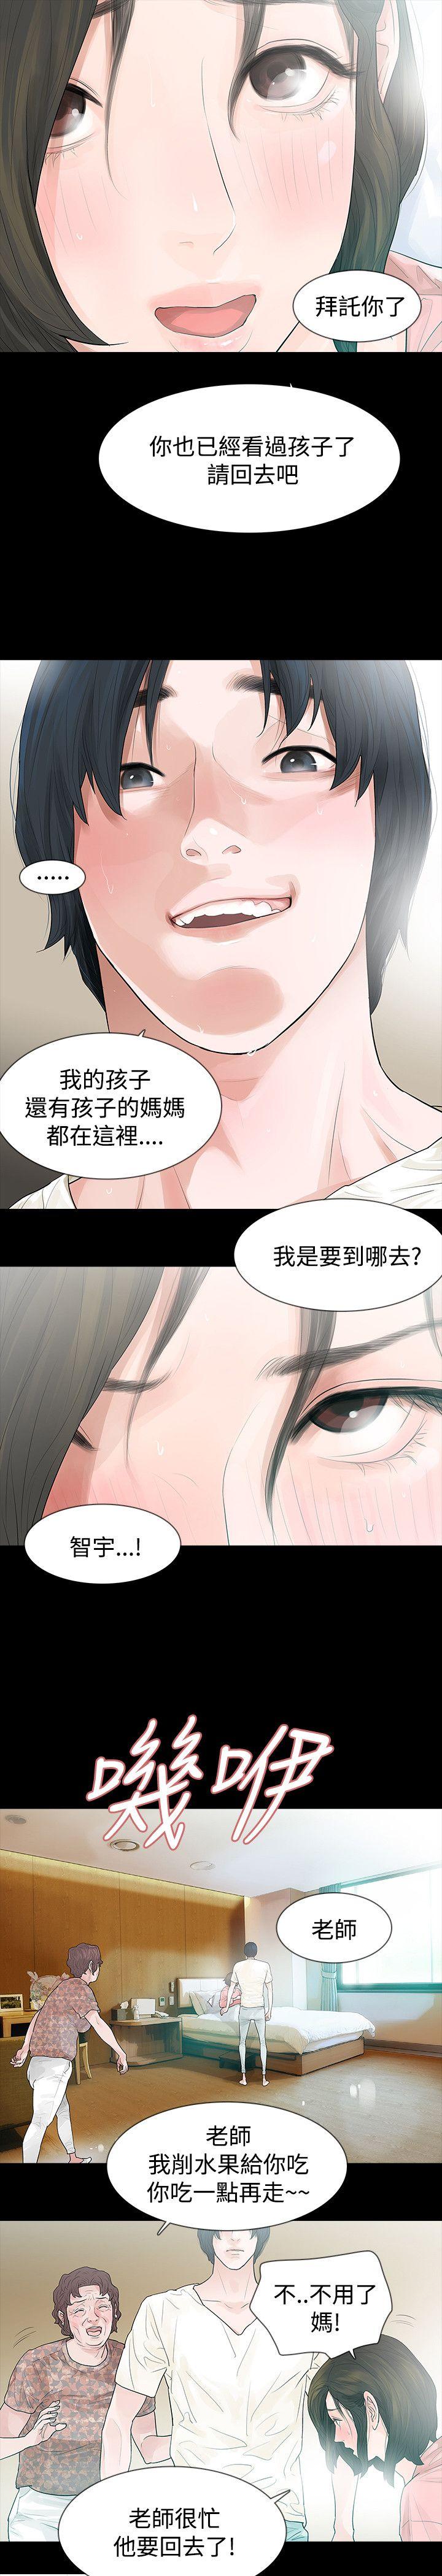 拜託你了
你也已經看過孩子了
請回去吧
.....
我的孩子
還有孩子的媽媽
都在這裡....
我是要到哪去?
智宇...!
嘰咿
老師
老師
我削水果給你吃
你吃一點再走~~
不..不用了
媽!
老師很忙
他要回去了!